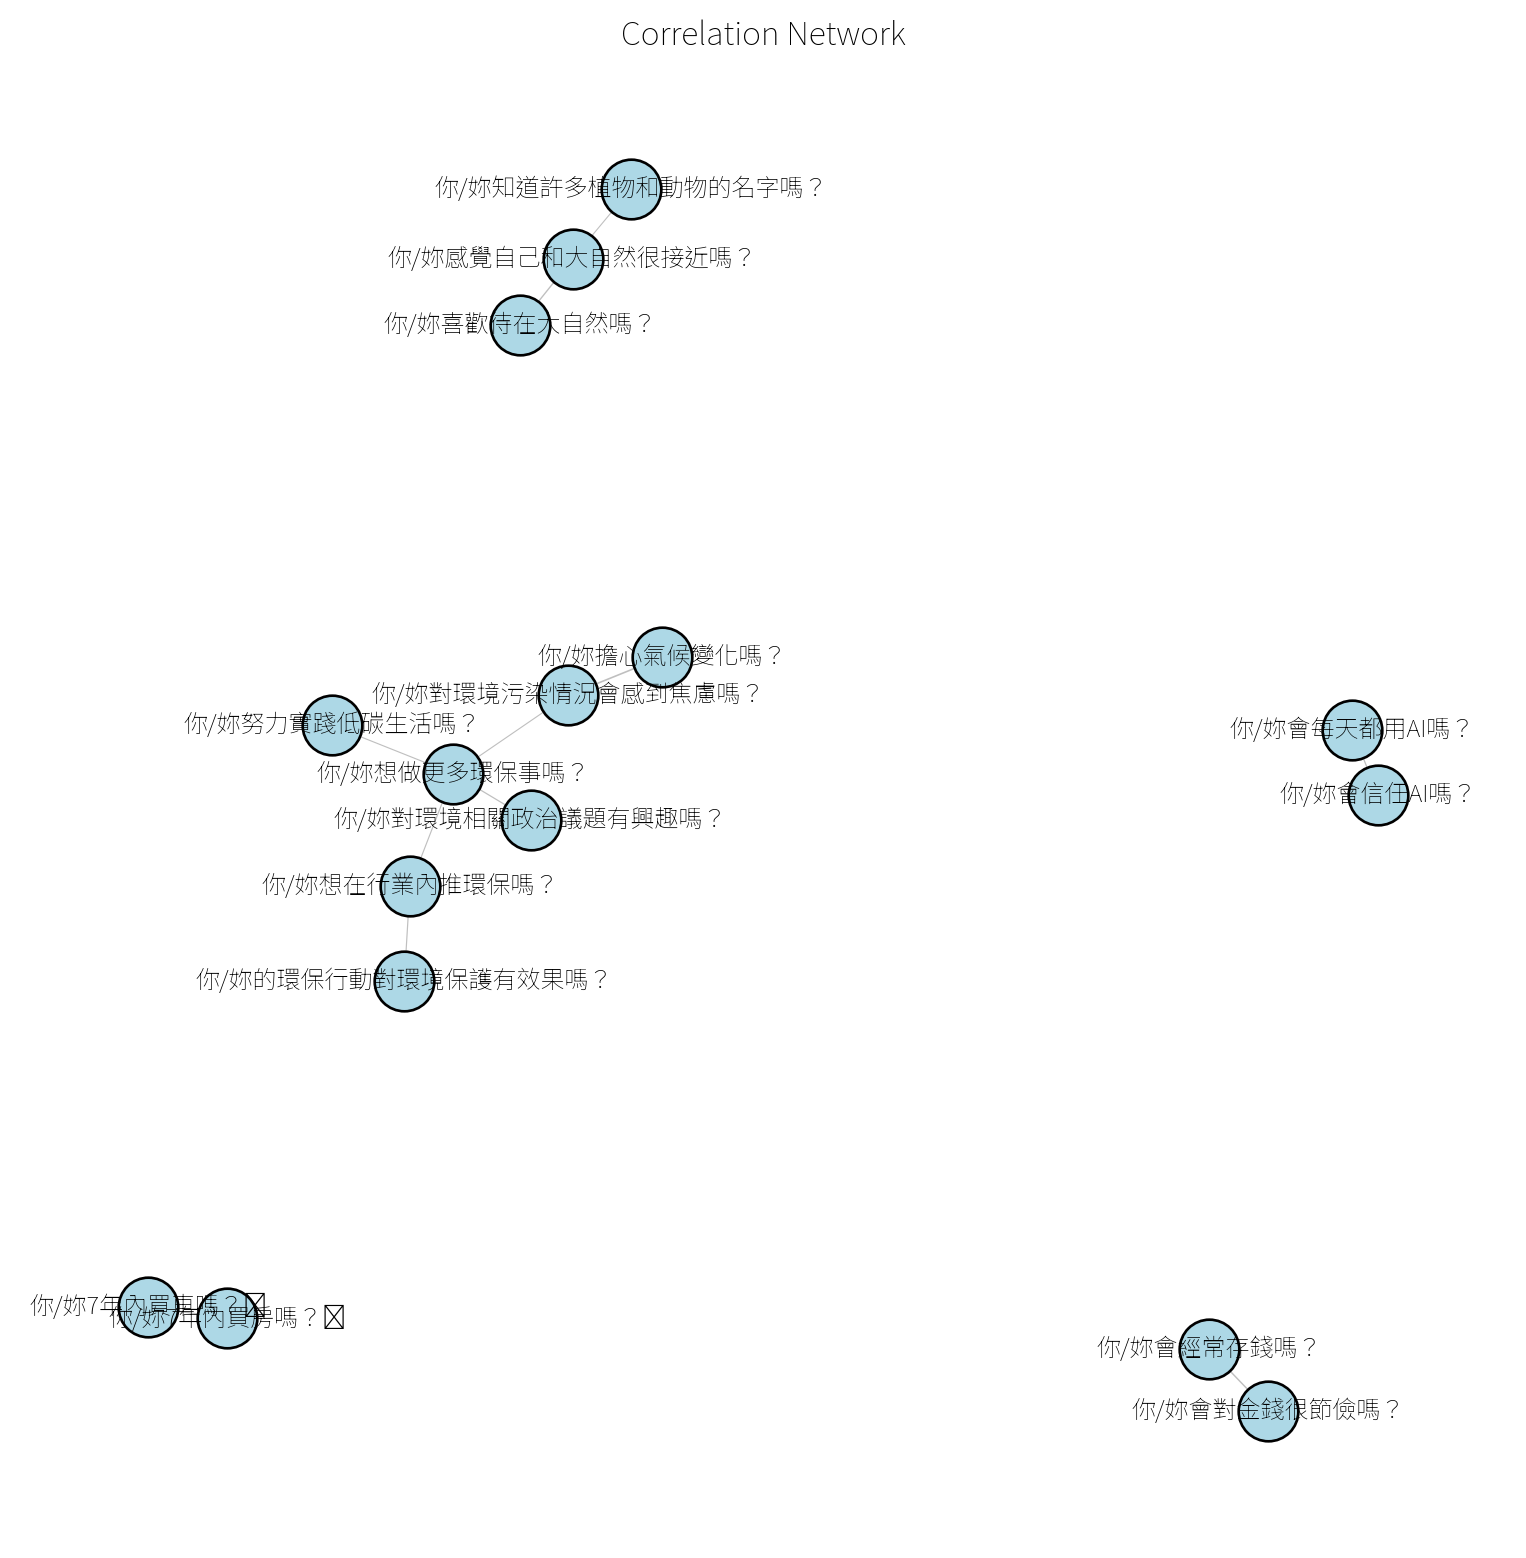 Correlation Network
你/妳知道許多植物和動物的名字嗎？
你/妳感覺自己和大自然很接近嗎？
你/妳喜歡待在大自然嗎？
你/妳擔心氣候變化嗎？
你/妳對環境污染情況會感到焦慮嗎？
你/妳努力實踐低碳生活嗎？
你/妳會每天都用AI嗎？
你/妳想做更多環保事嗎？
你/妳會信任AI嗎？
你/妳對環境相關政治議題有興趣嗎？
你/妳想在行業內推環保嗎？
你/妳的環保行動對環境保護有效果嗎？
你/妳7年內買車嗎？
你/妳7年內買房嗎？
你/妳會經常存錢嗎？
你/妳會對金錢很節儉嗎？